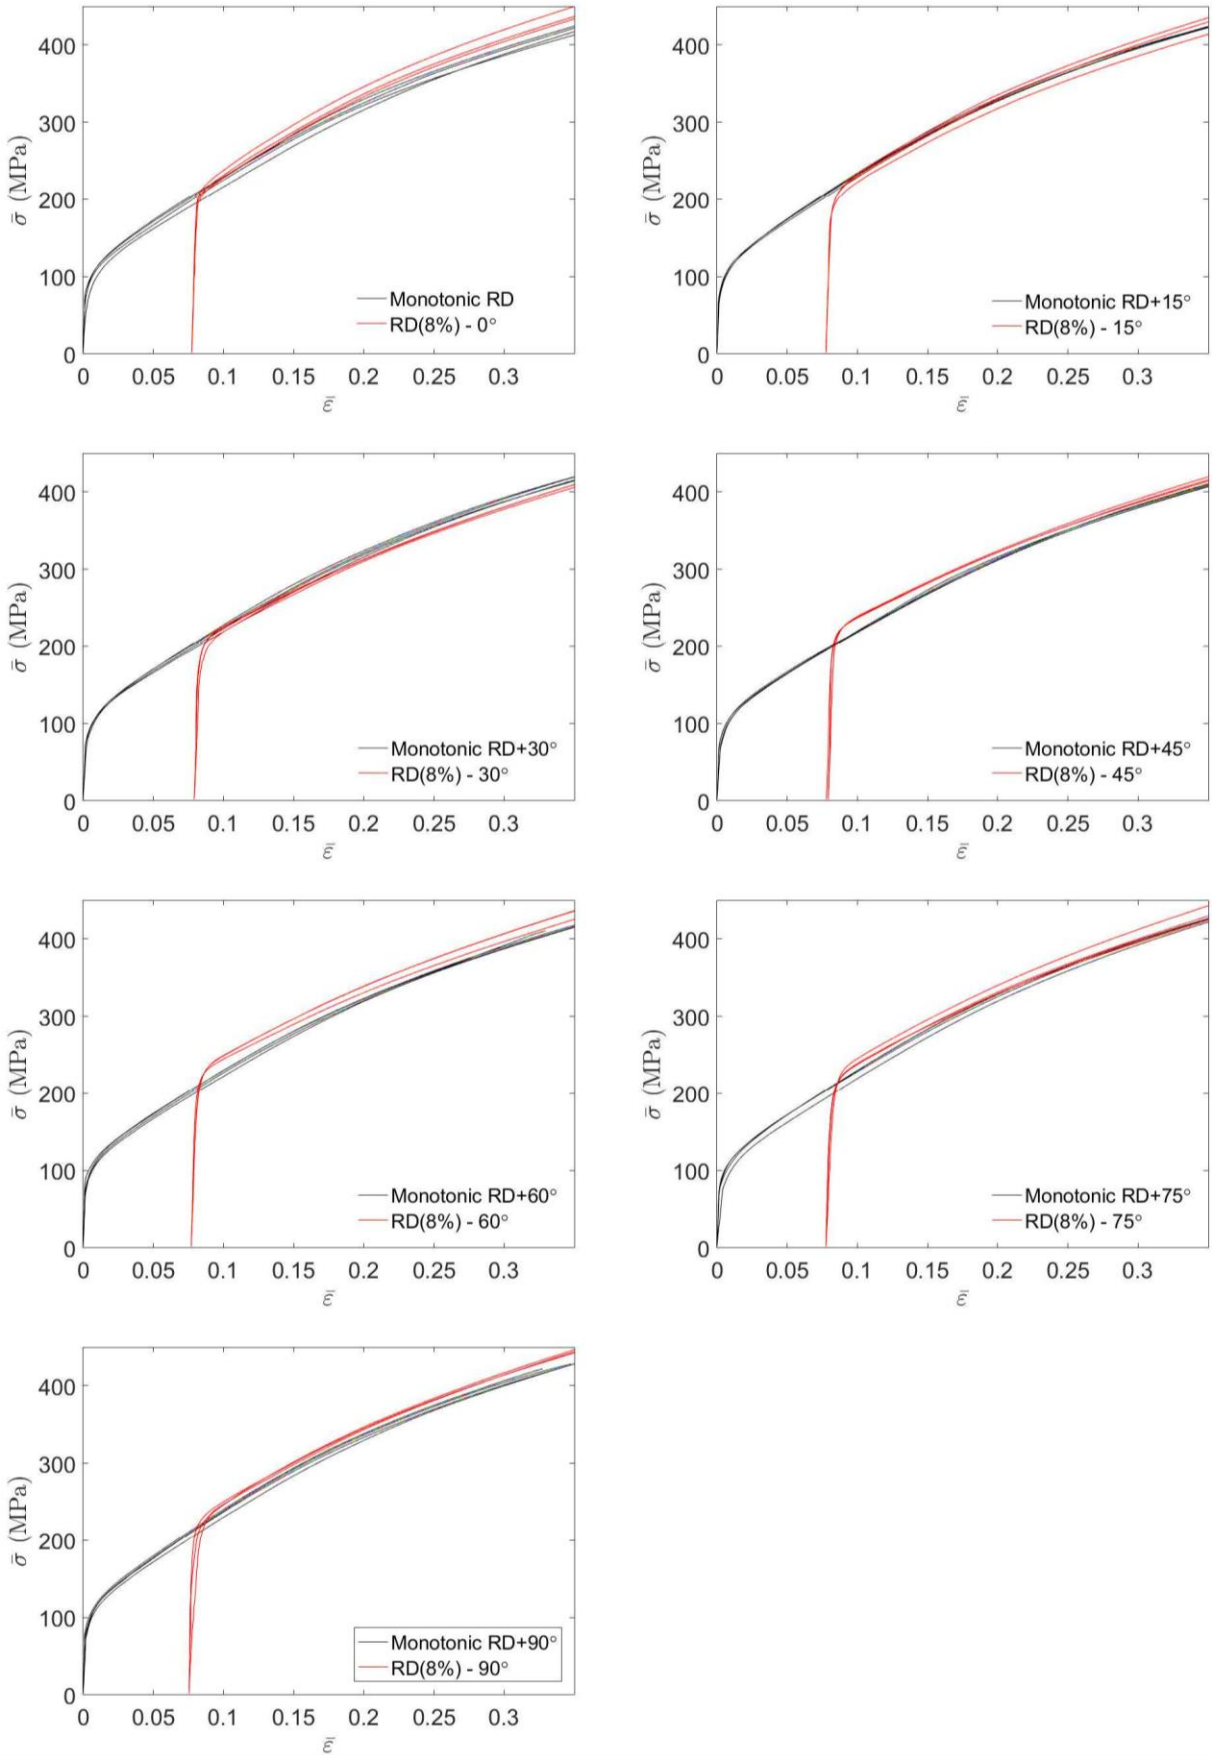 400
300
200
100
0
σ̄ (MPa)
Monotonic RD
RD(8%) - 0°
0 0.05 0.1 0.15 0.2 0.25 0.3
ε̄
400
300
200
100
0
σ̄ (MPa)
Monotonic RD+15°
RD(8%) - 15°
0 0.05 0.1 0.15 0.2 0.25 0.3
ε̄
400
300
200
100
0
σ̄ (MPa)
Monotonic RD+30°
RD(8%) - 30°
0 0.05 0.1 0.15 0.2 0.25 0.3
ε̄
400
300
200
100
0
σ̄ (MPa)
Monotonic RD+45°
RD(8%) - 45°
0 0.05 0.1 0.15 0.2 0.25 0.3
ε̄
400
300
200
100
0
σ̄ (MPa)
Monotonic RD+60°
RD(8%) - 60°
0 0.05 0.1 0.15 0.2 0.25 0.3
ε̄
400
300
200
100
0
σ̄ (MPa)
Monotonic RD+75°
RD(8%) - 75°
0 0.05 0.1 0.15 0.2 0.25 0.3
ε̄
400
300
200
100
0
σ̄ (MPa)
Monotonic RD+90°
RD(8%) - 90°
0 0.05 0.1 0.15 0.2 0.25 0.3
ε̄